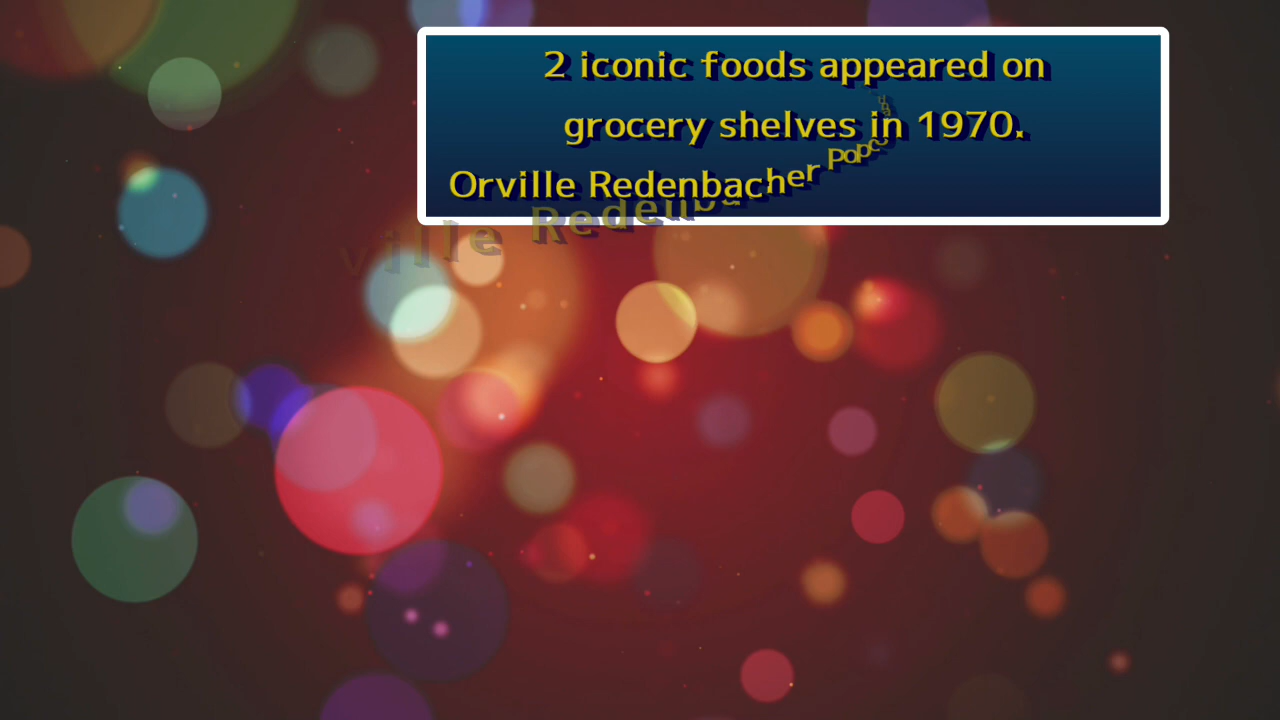 2 iconic foods appeared on
grocery shelves in 1970.
Orville Redenbacher